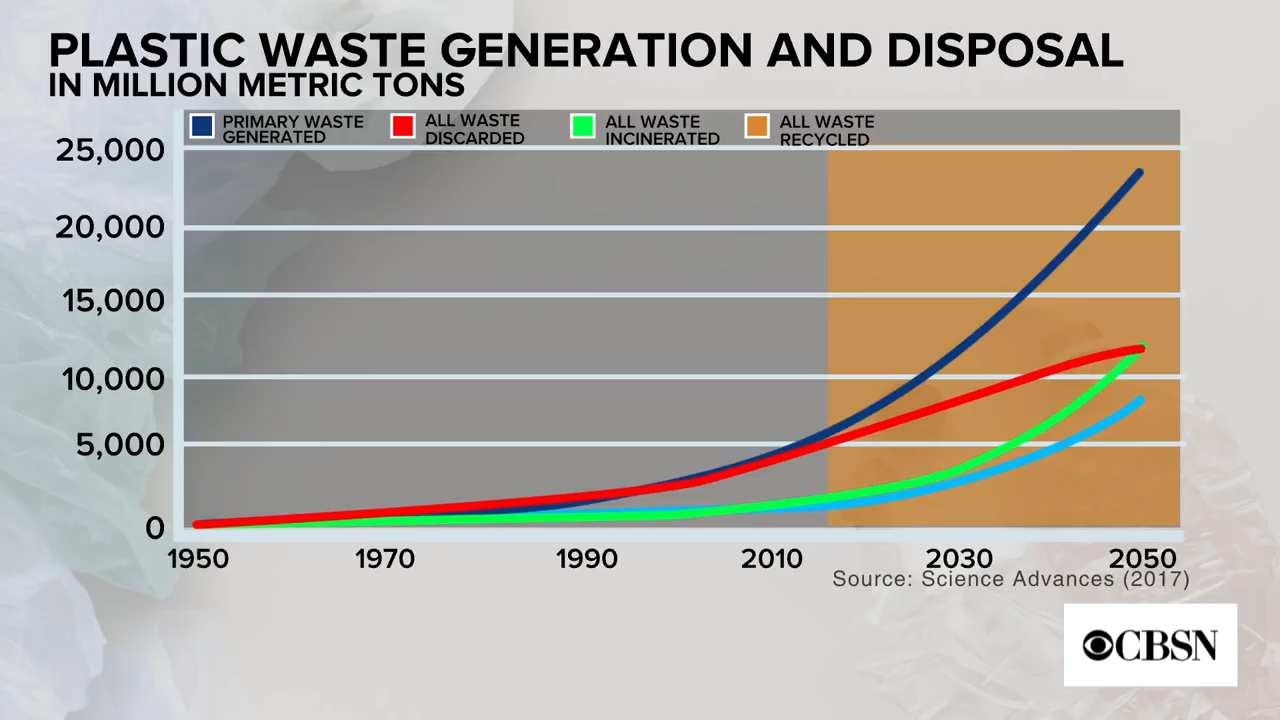 PLASTIC WASTE GENERATION AND DISPOSAL
IN MILLION METRIC TONS
PRIMARY WASTE
GENERATED
ALL WASTE
DISCARDED
ALL WASTE
INCINERATED
ALL WASTE
RECYCLED
25,000
20,000
15,000
10,000
5,000
0
1950 1970 1990 2010 2030 2050
Source: Science Advances (2017)
CBSN